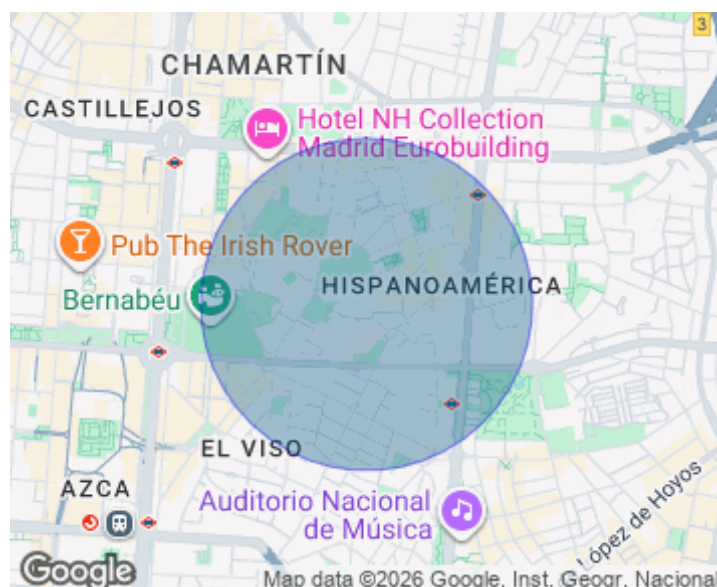 3
CHAMARTÍN
CASTILLEJOS
Hotel NH Collection
Madrid Eurobuilding
Pub The Irish Rover
HISPANOAMÉRICA
Bernabéu
EL VISO
AZCA
Auditorio Nacional
de Música
López de Hoyos
Google
Map data ©2026 Google, Inst. Geogr. Nacional